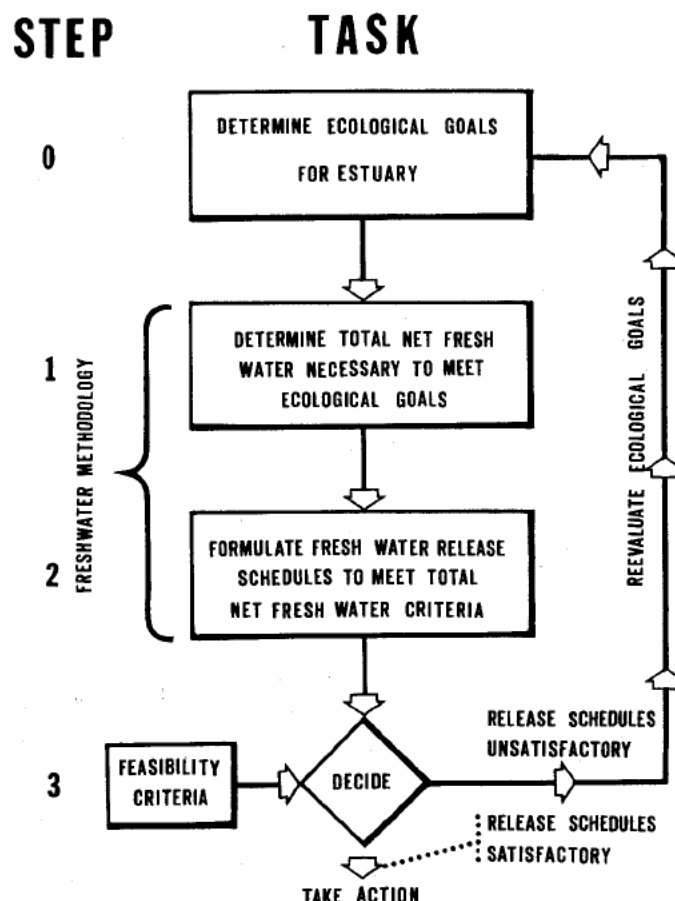 STEP TASK
0
DETERMINE ECOLOGICAL GOALS
FOR ESTUARY
1
DETERMINE TOTAL NET FRESH
WATER NECESSARY TO MEET
ECOLOGICAL GOALS
FRESHWATER METHODOLOGY
REEVALUATE ECOLOGICAL GOALS
2
FORMULATE FRESH WATER RELEASE
SCHEDULES TO MEET TOTAL
NET FRESH WATER CRITERIA
3
FEASIBILITY
CRITERIA
DECIDE
RELEASE SCHEDULES
UNSATISFACTORY
RELEASE SCHEDULES
SATISFACTORY
TAKE ACTION